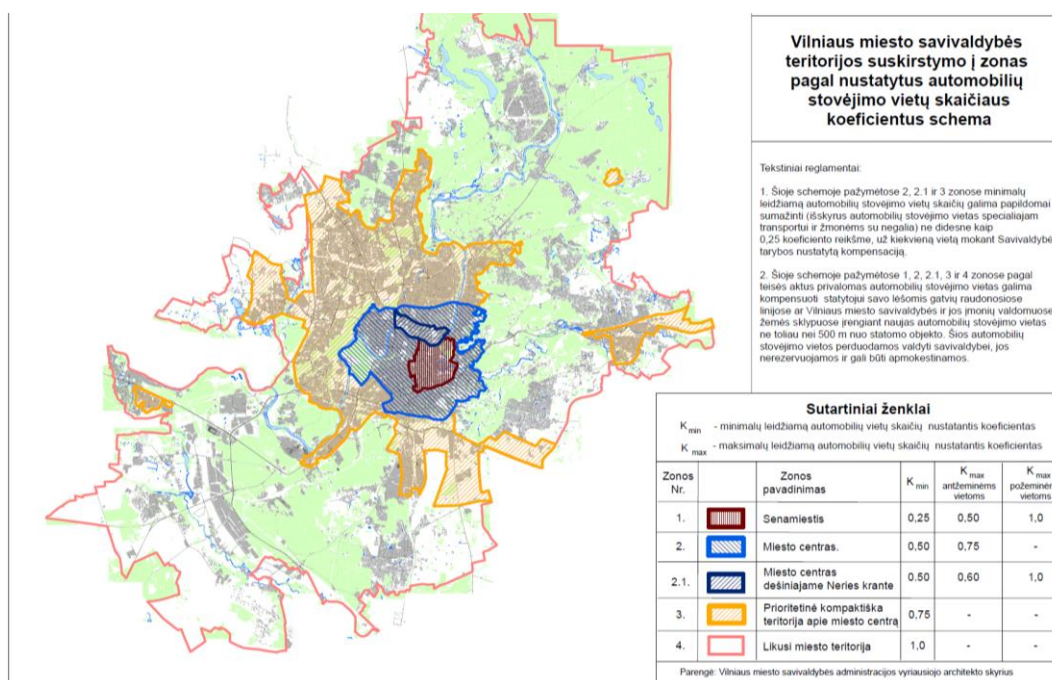 Vilniaus miesto savivaldybės
teritorijos suskirstymo į zonas
pagal nustatytus automobilių
stovėjimo vietų skaičiaus
koeficientus schema
Tekstiniai reglamentai:
1. Šioje schemoje pažymėtose 2, 2.1 ir 3 zonose minimalų
leidžiamą automobilių stovėjimo vietų skaičių galima papildomai
sumažinti (išskyrus automobilių stovėjimo vietas specialiajam
transportui ir žmonėms su negalia) ne didesne kaip
0,25 koeficiento reikšme, už kiekvieną vietą mokant Savivaldybė
tarybos nustatytą kompensaciją.
2. Šioje schemoje pažymėtose 1, 2, 2.1, 3 ir 4 zonose pagal
teisės aktus privalomas automobilių stovėjimo vietas galima
kompensuoti statytojui savo lėšomis gatvių raudonosiose
linijose ar Vilniaus miesto savivaldybės ir jos įmonių valdomuose
žemės sklypuose įrengiant naujas automobilių stovėjimo vietas
ne toliau nei 500 m nuo statomo objekto. Šios automobilių
stovėjimo vietos perduodamos valdyti savivaldybei, jos
nerezervuojamos ir gali būti apmokestinamos.
Sutartiniai ženklai
K min - minimalų leidžiamą automobilių vietų skaičių nustatantis koeficientas
K max - maksimalų leidžiamą automobilių vietų skaičių nustatantis koeficientas
Zonos Nr. Zonos pavadinimas K min K max antžeminėms vietoms K max požeminėm vietoms
1. Senamiestis 0,25 0,50 1,0
2. Miesto centras. 0,50 0,75 -
2.1. Miesto centras dešiniajame Neries krante 0.50 0,60 1,0
3. Prioritetinė kompaktiška teritorija apie miesto centrą 0,75 - -
4. Likusi miesto teritorija 1,0 - -
Parengė: Vilniaus miesto savivaldybės administracijos vyriausiojo architekto skyrius